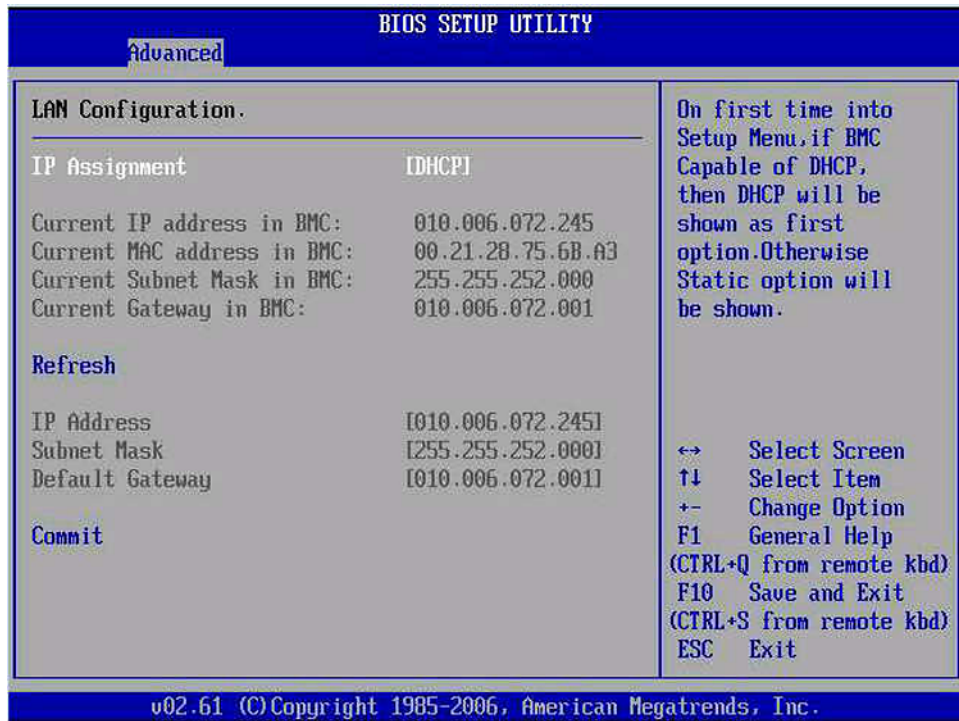 BIOS SETUP UTILITY
Advanced
LAN Configuration.
IP Assignment [DHCP]
Current IP address in BMC: 010.006.072.245
Current MAC address in BMC: 00.21.28.75.6B.A3
Current Subnet Mask in BMC: 255.255.252.000
Current Gateway in BMC: 010.006.072.001
Refresh
IP Address [010.006.072.245]
Subnet Mask [255.255.252.000]
Default Gateway [010.006.072.001]
Commit
On first time into
Setup Menu,if BMC
Capable of DHCP,
then DHCP will be
shown as first
option.Otherwise
Static option will
be shown.
↔ Select Screen
↑↓ Select Item
+- Change Option
F1 General Help
(CTRL+Q from remote kbd)
F10 Save and Exit
(CTRL+S from remote kbd)
ESC Exit
v02.61 (C)Copyright 1985-2006, American Megatrends, Inc.